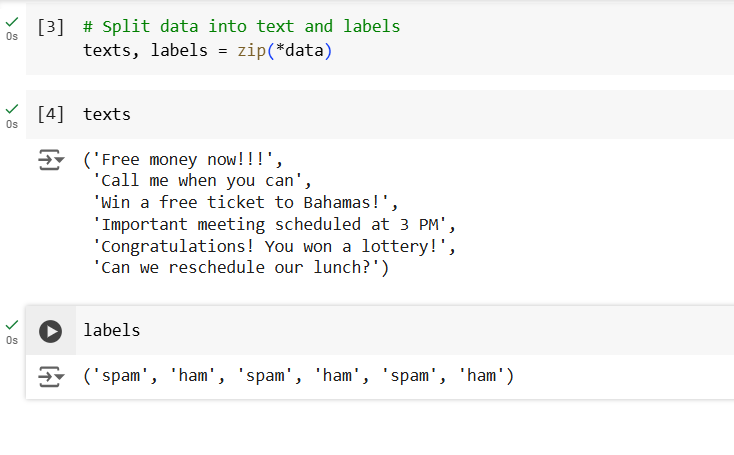 0s
[3] # Split data into text and labels
texts, labels = zip(*data)
0s
[4] texts
('Free money now!!!',
'Call me when you can',
'Win a free ticket to Bahamas!',
'Important meeting scheduled at 3 PM',
'Congratulations! You won a lottery!',
'Can we reschedule our lunch?')
0s
labels
('spam', 'ham', 'spam', 'ham', 'spam', 'ham')